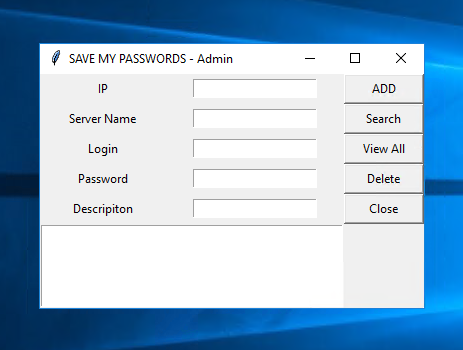 SAVE MY PASSWORDS - Admin
IP
ADD
Server Name
Search
Login
View All
Password
Delete
Descripiton
Close